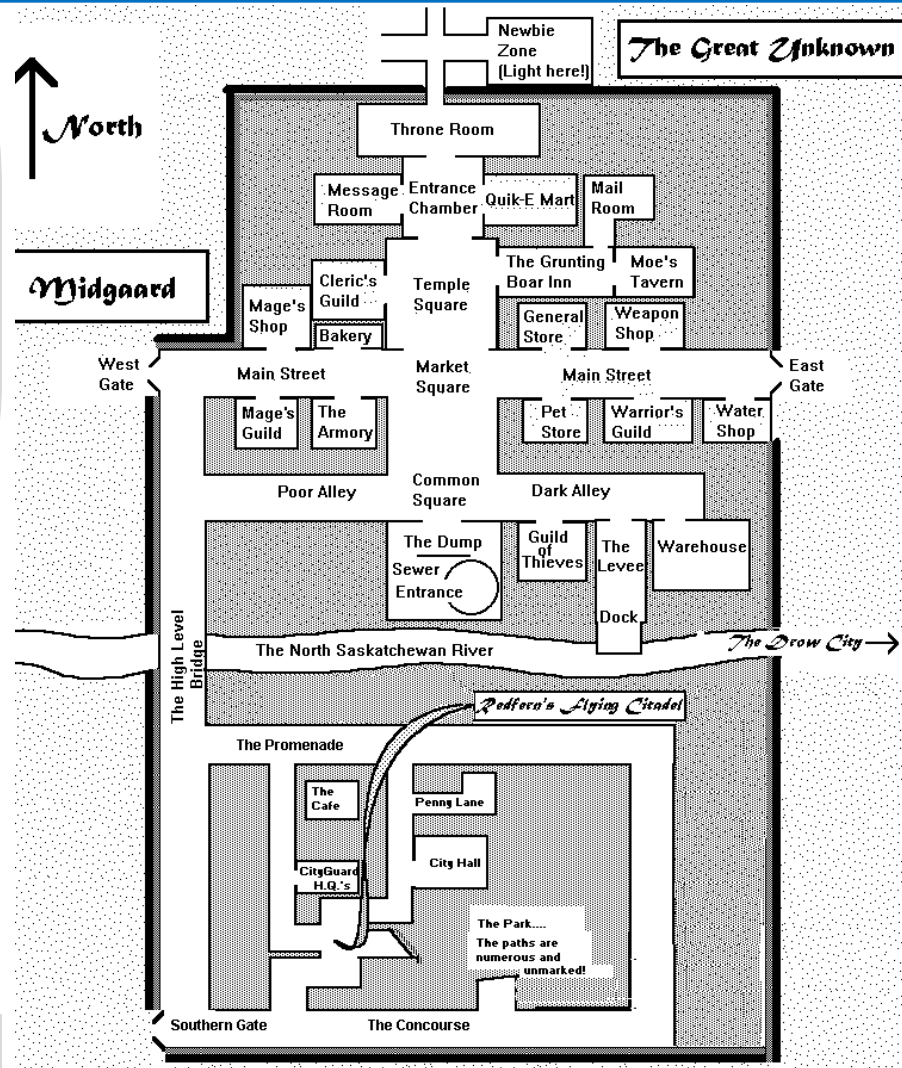 Newbie
Zone
(Light here!)
The Great Unknown
North
Throne Room
Message
Room
Entrance
Chamber
Quik-E Mart
Mail
Room
Midgaard
Cleric's
Guild
Temple
Square
The Grunting
Boar Inn
Moe's
Tavern
Mage's
Shop
Bakery
General
Store
Weapon
Shop
West
Gate
Main Street
Market
Square
Main Street
East
Gate
Mage's
Guild
The
Armory
Pet
Store
Warrior's
Guild
Water
Shop
Poor Alley
Common
Square
Dark Alley
The Dump
Sewer
Entrance
Guild
of
Thieves
The
Levee
Dock
Warehouse
The High Level
Bridge
The North Saskatchewan River
The Drow City
Redfern's Flying Citadel
The Promenade
The
Cafe
Penny Lane
CityGuard
H.Q.'s
City Hall
The Park....
The paths are
numerous and
unmarked!
Southern Gate
The Concourse